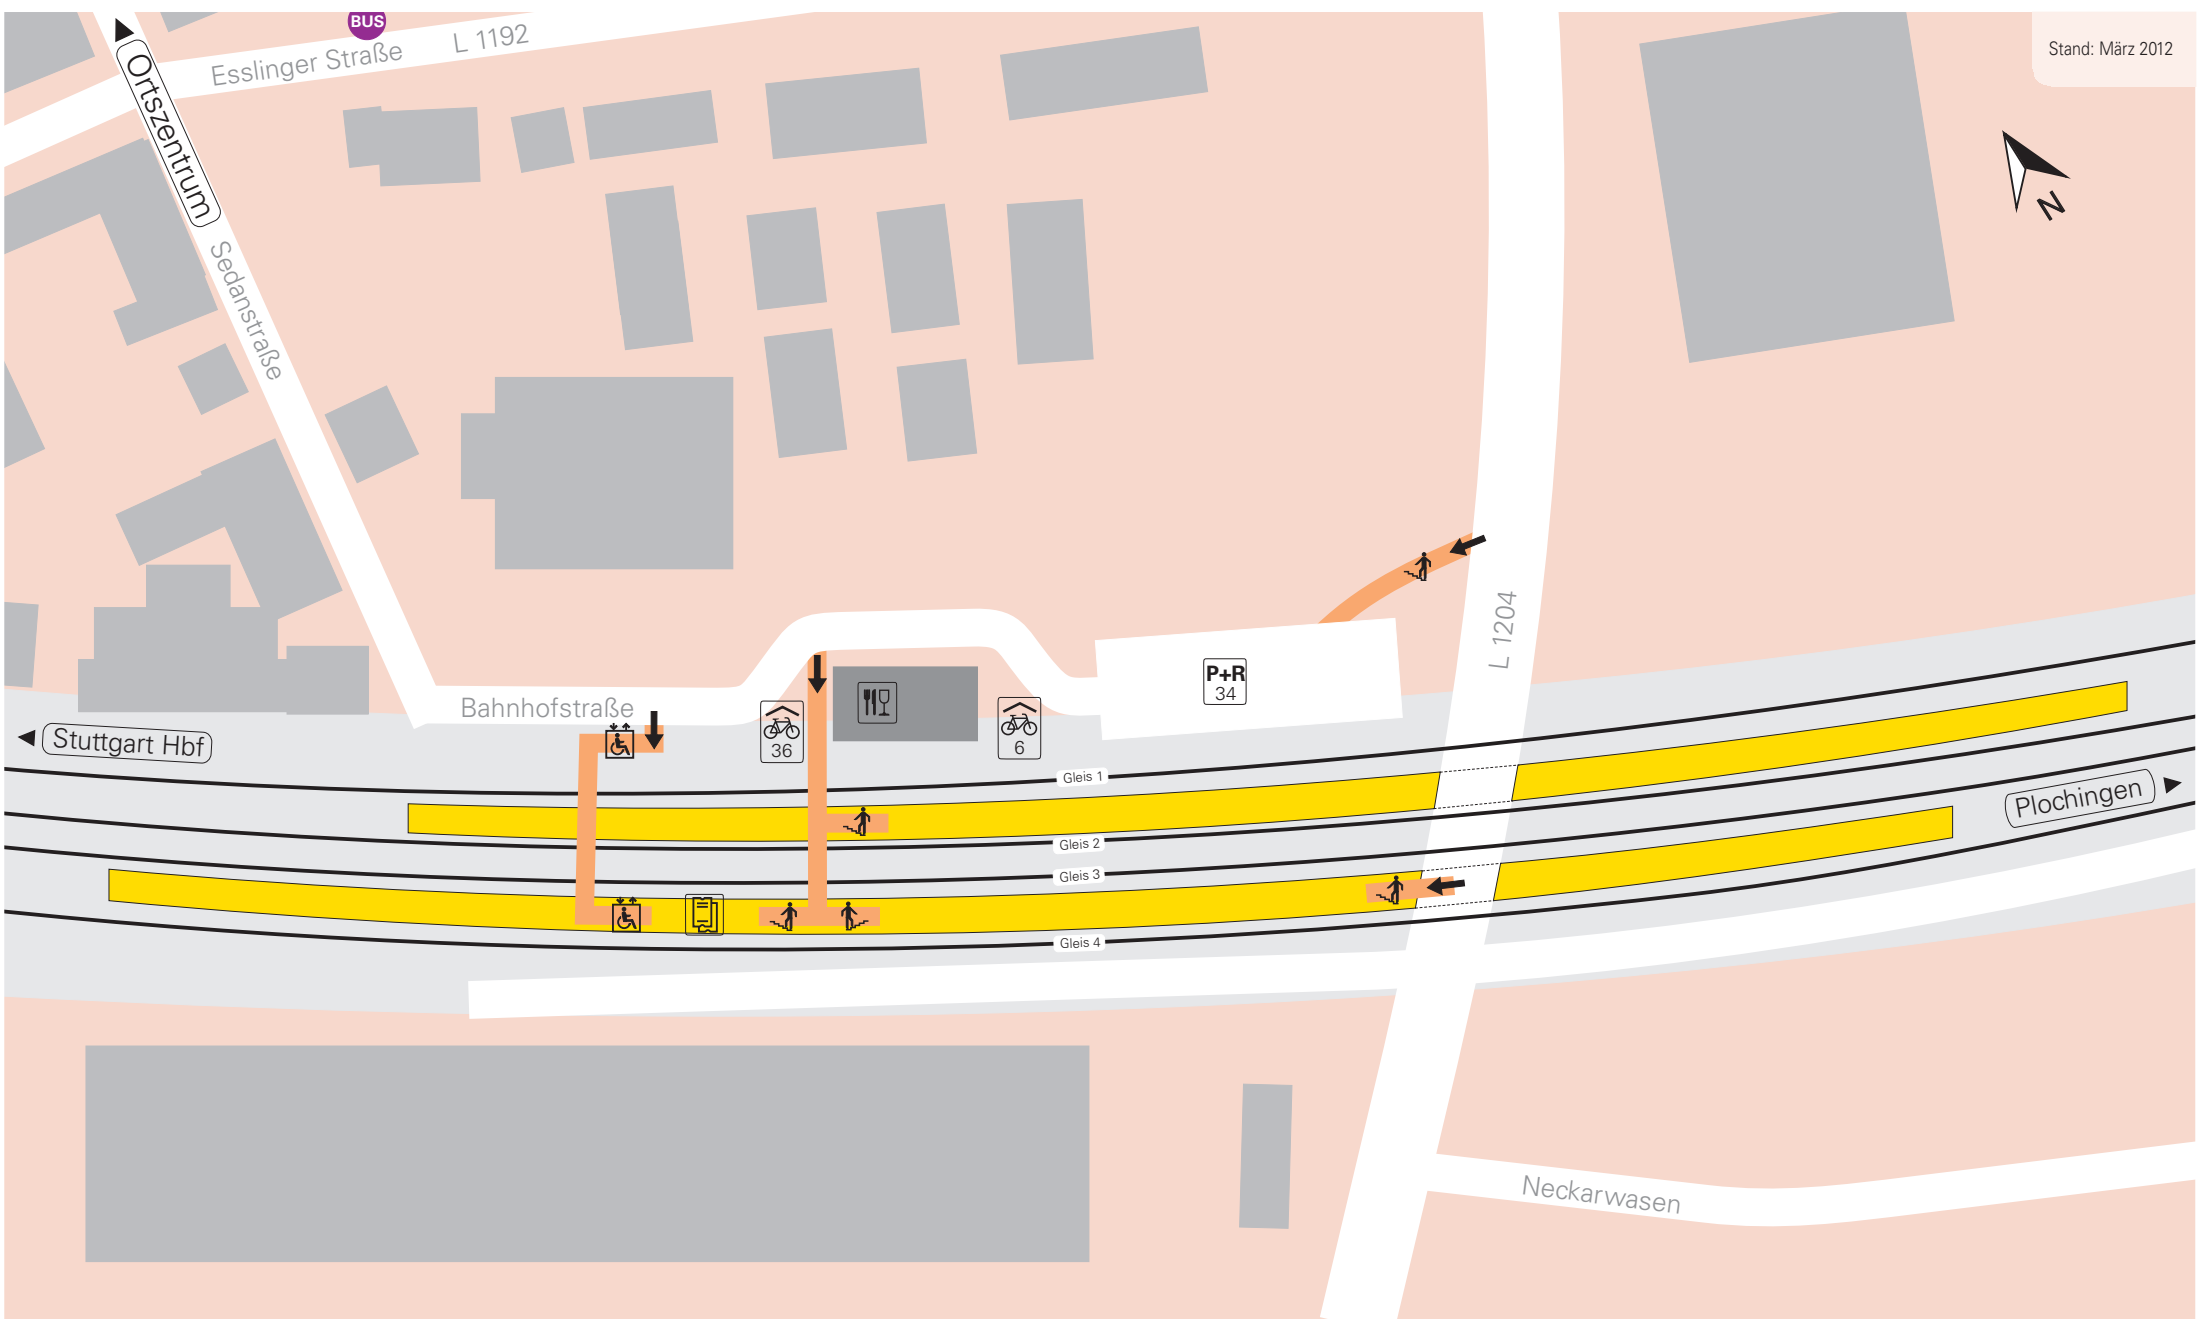 BUS
Esslinger Straße
L 1192
Stand: März 2012
Ortszentrum
N
Sedanstraße
L 1204
P+R
34
Bahnhofstraße
Stuttgart Hbf
36
6
Gleis 1
Plochingen
Gleis 2
Gleis 3
Gleis 4
Neckarwasen